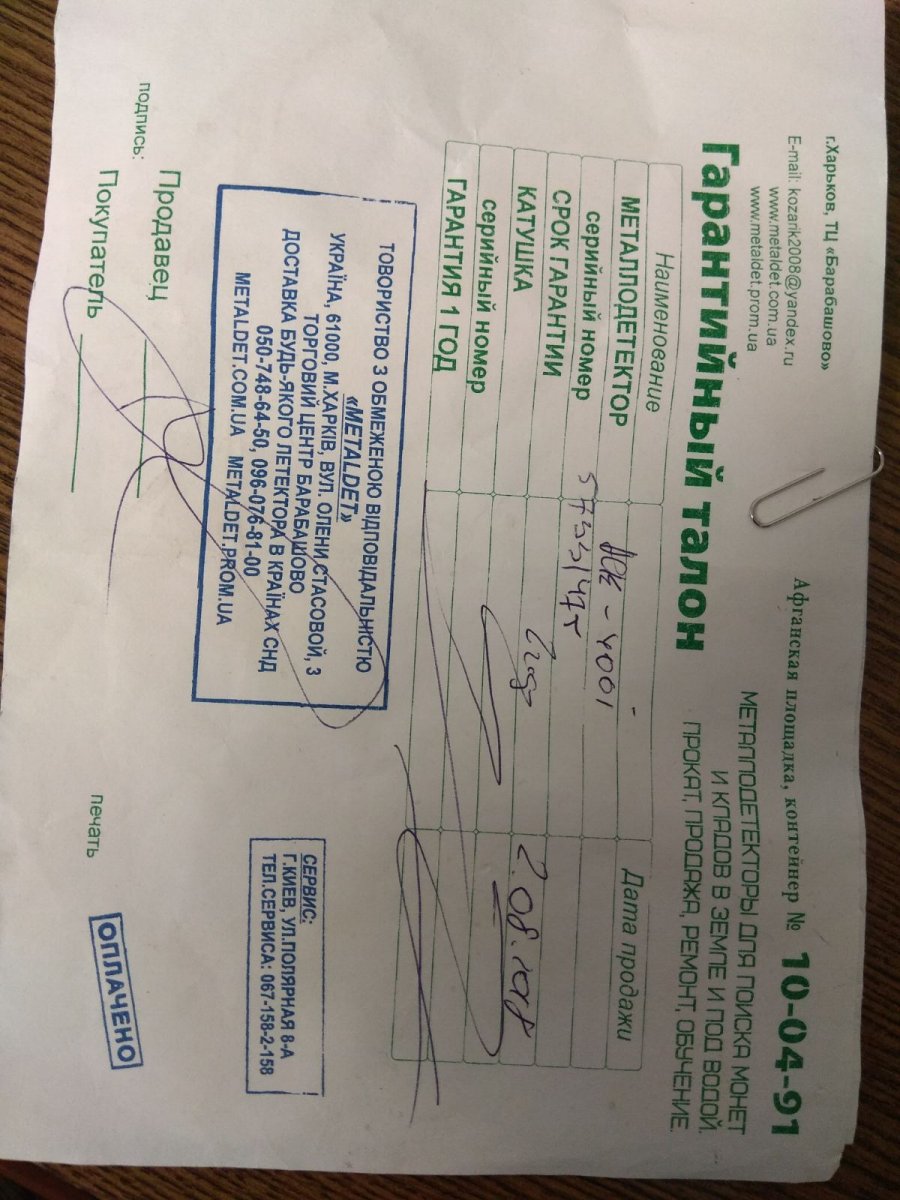 г.Харьков, ТЦ «Барабашово»
E-mail: kozarik2008@yandex.ru
www.metaldet.com.ua
www.metaldet.prom.ua
Афганская площадка, контейнер № 10-04-91
МЕТАЛЛОДЕТЕКТОРЫ ДЛЯ ПОИСКА МОНЕТ
И КЛАДОВ В ЗЕМЛЕ И ПОД ВОДОЙ.
ПРОКАТ, ПРОДАЖА, РЕМОНТ, ОБУЧЕНИЕ.
Гарантийный талон
Наименование Дата продажи
МЕТАЛЛОДЕТЕКТОР
серийный номер
СРОК ГАРАНТИИ
КАТУШКА 2.08.2018
серийный номер
ГАРАНТИЯ 1 ГОД
ТОВОРИСТВО З ОБМЕЖЕНОЮ ВІДПОВІДАЛЬНІСТЮ
«METALDET»
УКРАЇНА, 61000, М.ХАРКІВ, ВУЛ. ОЛЕНИ СТАСОВОЙ, 3
ТОРГОВИЙ ЦЕНТР БАРАБАШОВО
ДОСТАВКА БУДЬ-ЯКОГО ЛЕТЕКТОРА В КРАЇНАХ СНД
050-748-64-50, 096-076-81-00
METALDET.COM.UA METALDET.PROM.UA
СЕРВИС:
Г.КИЕВ, УЛ.ПОЛЯРНАЯ 8-А
ТЕЛ.СЕРВИСА: 067-158-2-158
Продавец
подпись:
Покупатель
печать
ОПЛАЧЕНО